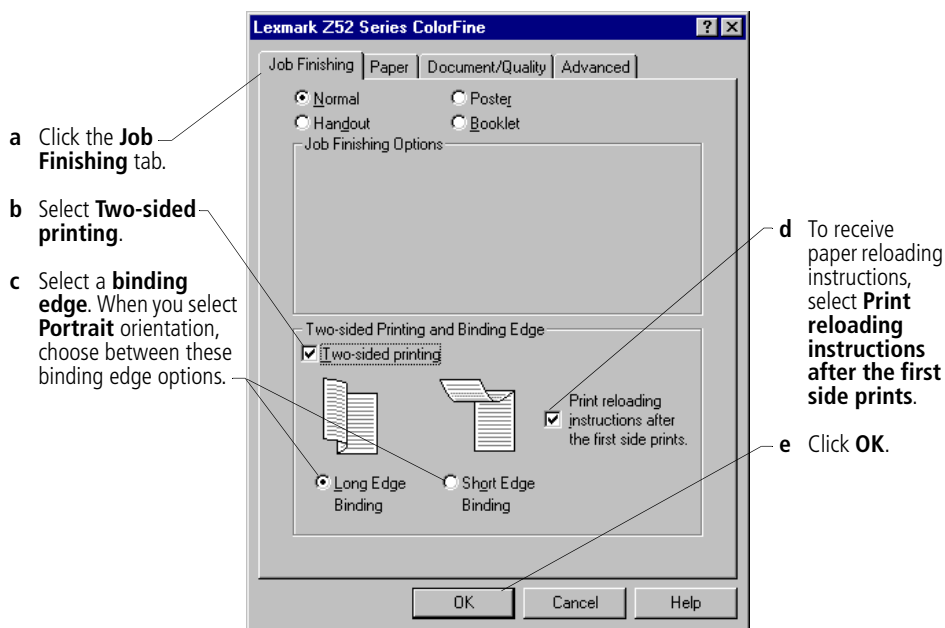 Lexmark Z52 Series ColorFine
Job Finishing Paper Document/Quality Advanced
Normal Poster
Handout Booklet
Job Finishing Options
a Click the Job
Finishing tab.
b Select Two-sided
printing.
c Select a binding
edge. When you select
Portrait orientation,
choose between these
binding edge options.
Two-sided Printing and Binding Edge
Two-sided printing
Print reloading
instructions after
the first side prints.
Long Edge
Binding
Short Edge
Binding
OK Cancel Help
d To receive
paper reloading
instructions,
select Print
reloading
instructions
after the first
side prints.
e Click OK.